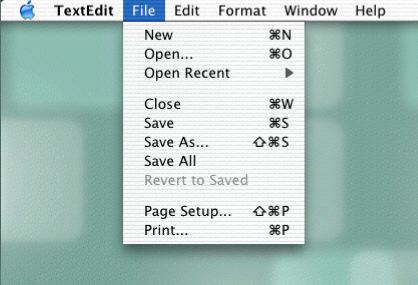 TextEdit File Edit Format Window Help
New ⌘N
Open... ⌘O
Open Recent ▶
Close ⌘W
Save ⌘S
Save As... ⇧⌘S
Save All
Revert to Saved
Page Setup... ⇧⌘P
Print... ⌘P